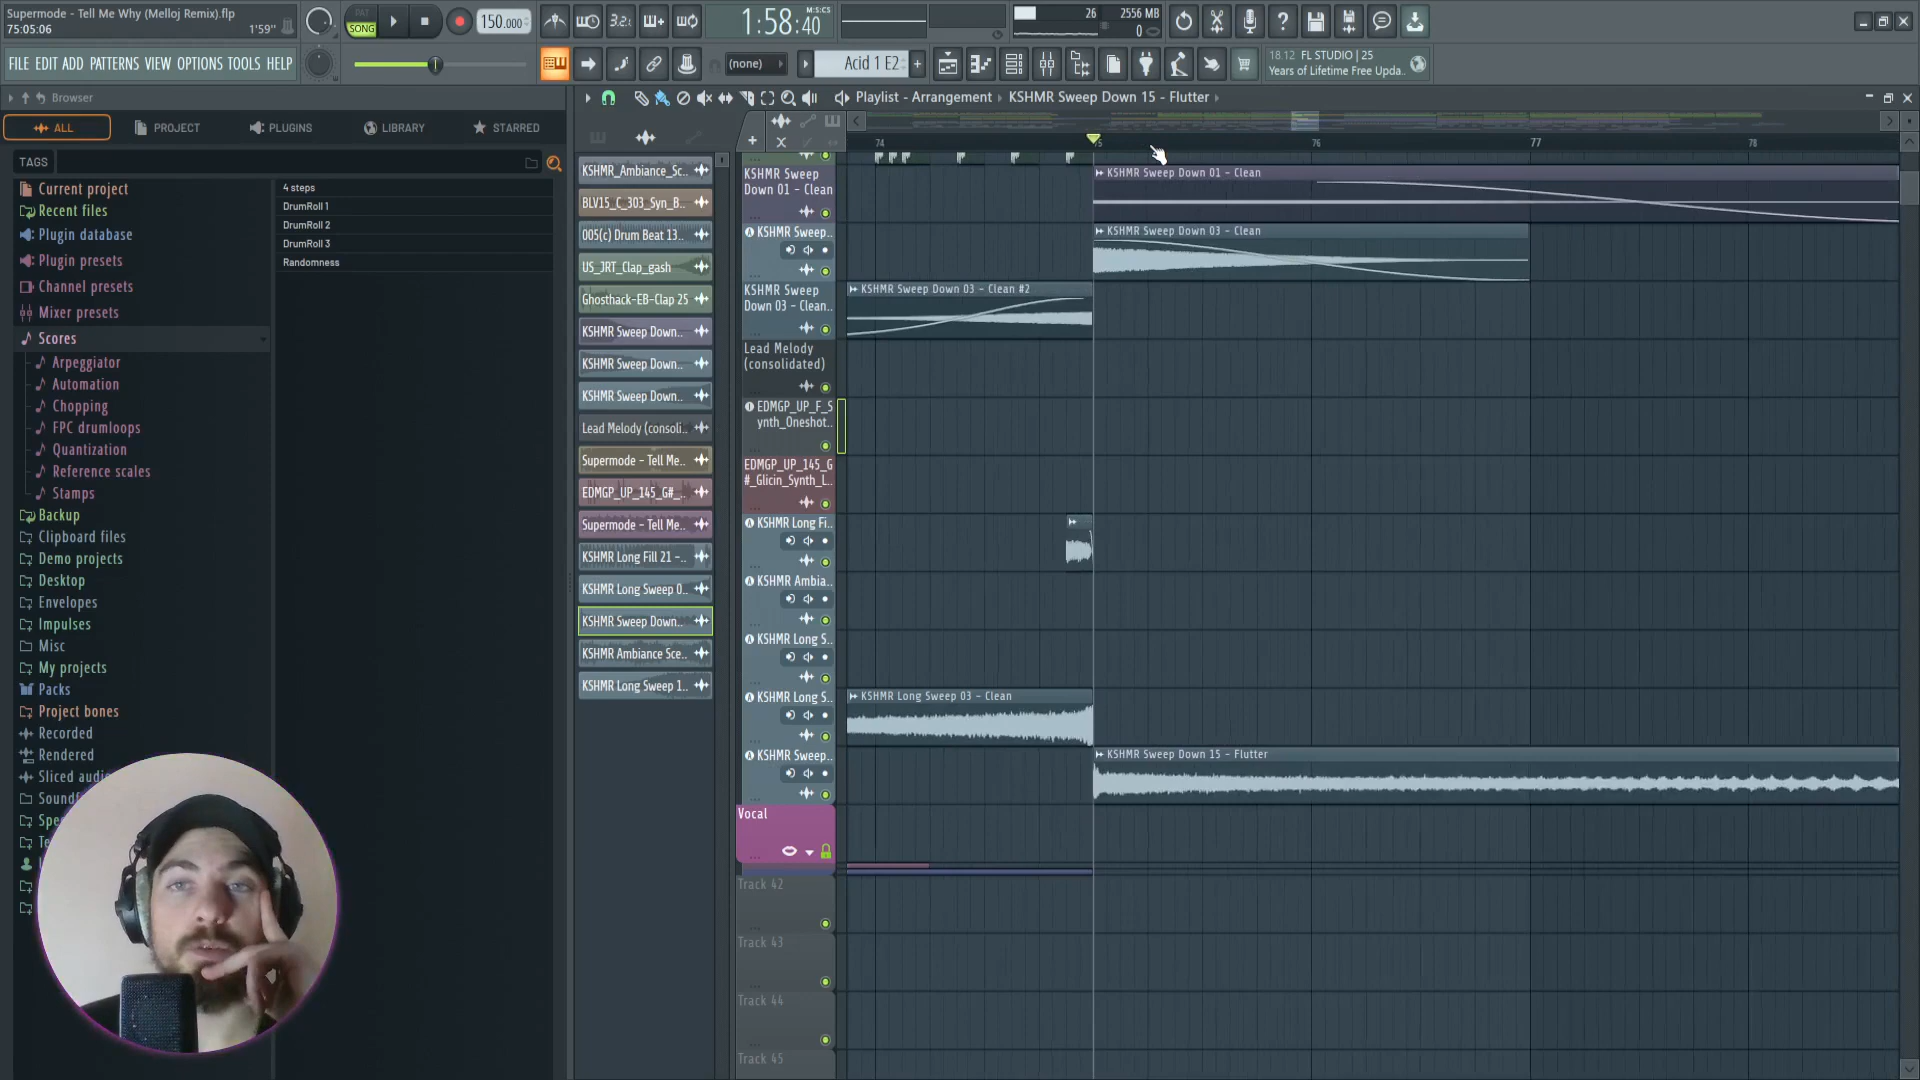 Supermode - Tell Me Why (Melloj Remix).flp
75:05:06
1'59"
PAT
SONG
150.000
3.2.
1:58:40
M:S:CS
26
2556 MB
0
FILE EDIT ADD PATTERNS VIEW OPTIONS TOOLS HELP
(none)
Acid 1 E2
18.12 FL STUDIO | 25
Years of Lifetime Free Upda..
Browser
Playlist - Arrangement
KSHMR Sweep Down 15 - Flutter
ALL
PROJECT
PLUGINS
LIBRARY
STARRED
TAGS
Current project
Recent files
Plugin database
Plugin presets
Channel presets
Mixer presets
Scores
Arpeggiator
Automation
Chopping
FPC drumloops
Quantization
Reference scales
Stamps
Backup
Clipboard files
Demo projects
Desktop
Envelopes
Impulses
Misc
My projects
Packs
Project bones
Recorded
Rendered
Sliced audi
Soundf
Spe
Te
4 steps
DrumRoll 1
DrumRoll 2
DrumRoll 3
Randomness
KSHMR_Ambiance_Sc..
BLV15_C_303_Syn_B..
005(c) Drum Beat 13..
US_JRT_Clap_gash
Ghosthack-EB-Clap 25
KSHMR Sweep Down..
KSHMR Sweep Down..
KSHMR Sweep Down..
Lead Melody (consoli..
Supermode - Tell Me..
EDMGP_UP_145_G#_..
Supermode - Tell Me..
KSHMR Long Fill 21 -..
KSHMR Long Sweep 0..
KSHMR Sweep Down..
KSHMR Ambiance Sce..
KSHMR Long Sweep 1..
74
75
76
77
78
KSHMR Sweep
Down 01 - Clean
KSHMR Sweep..
KSHMR Sweep
Down 03 - Clean..
Lead Melody
(consolidated)
EDMGP_UP_F_S
ynth_Oneshot..
EDMGP_UP_145_G
#_Glicin_Synth_L..
KSHMR Long Fi..
KSHMR Ambia..
KSHMR Long S..
KSHMR Long S..
KSHMR Sweep..
Vocal
Track 42
Track 43
Track 44
Track 45
KSHMR Sweep Down 01 - Clean
KSHMR Sweep Down 03 - Clean
KSHMR Sweep Down 03 - Clean #2
KSHMR Long Sweep 03 - Clean
KSHMR Sweep Down 15 - Flutter